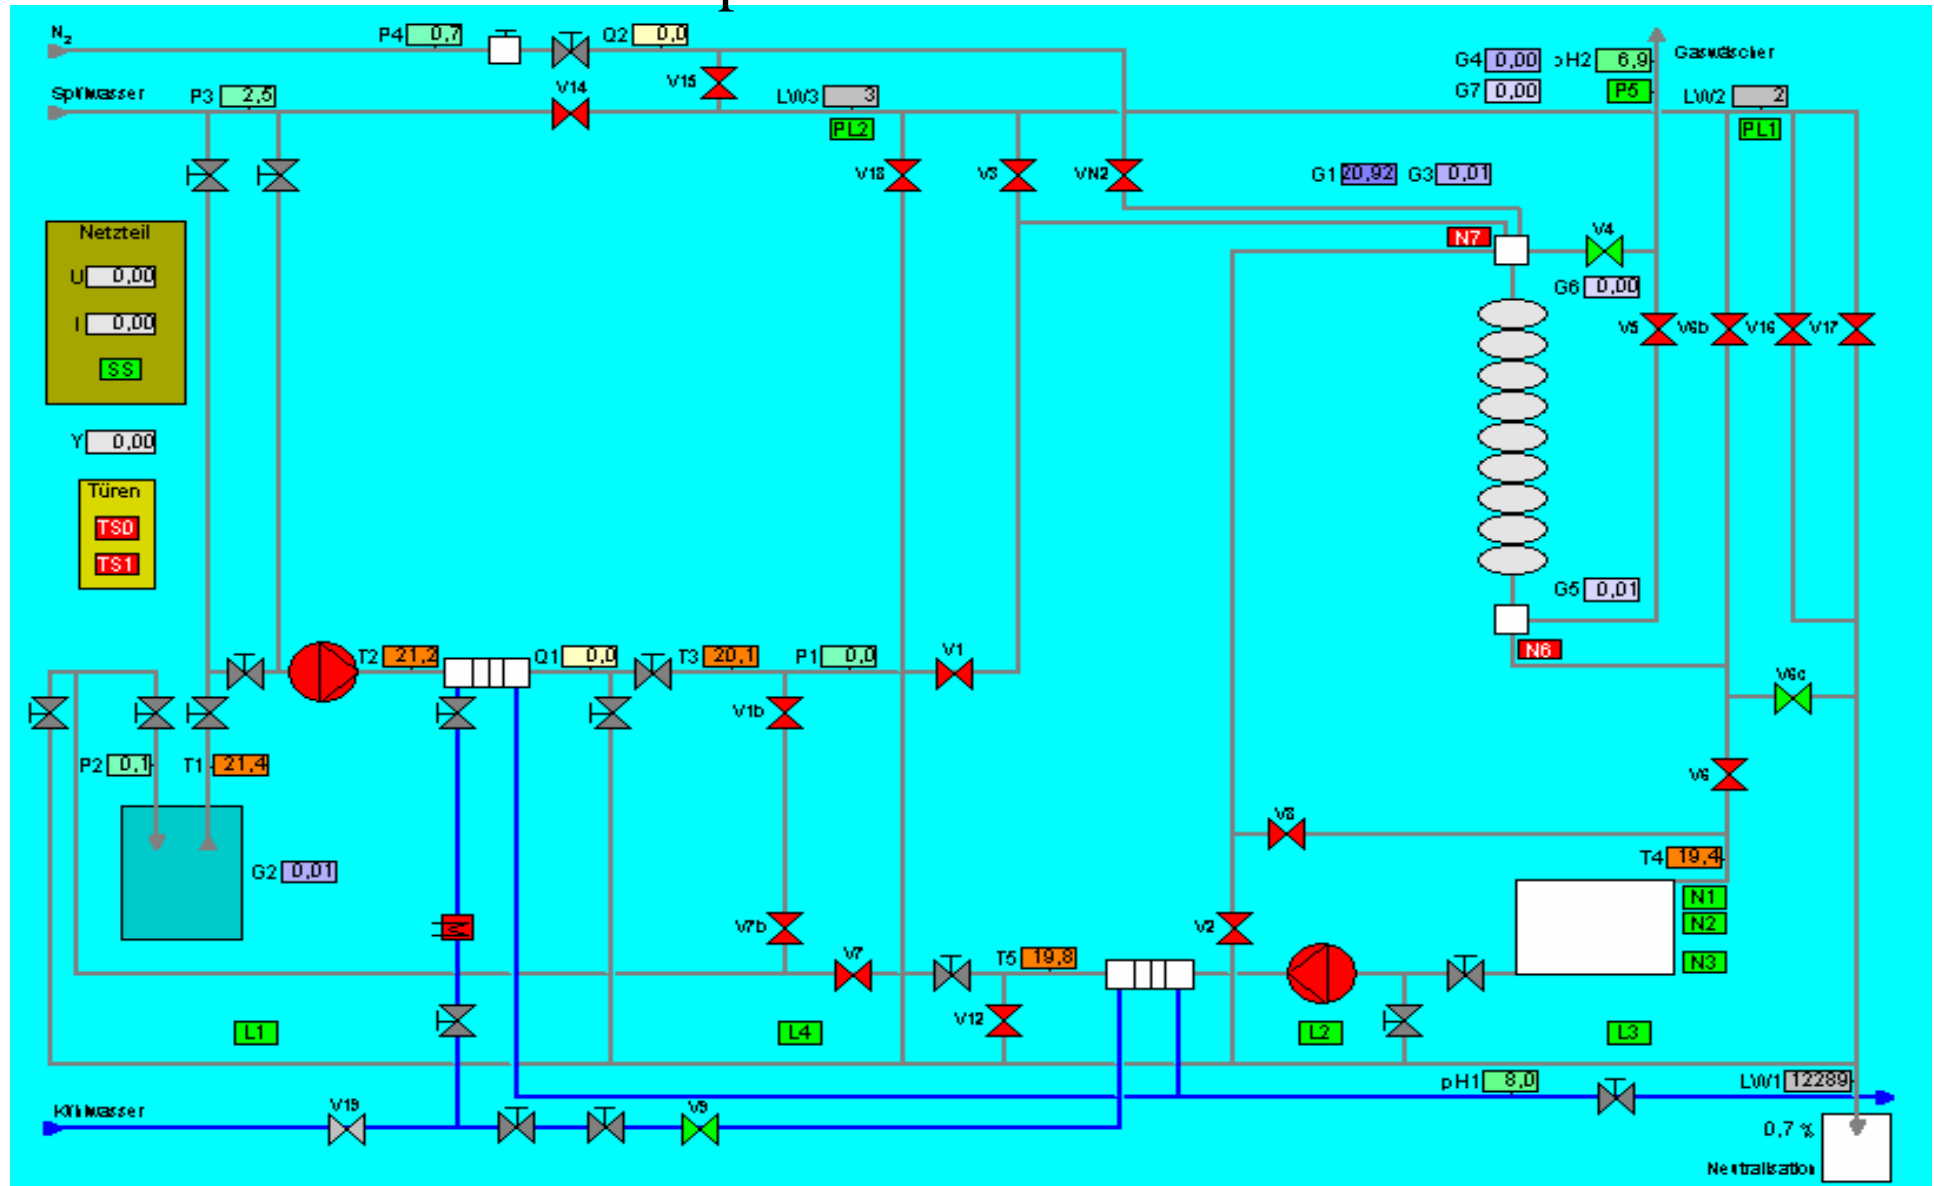 N2
P4 0,7
Q2 0,0
Spülwasser
P3 2,5
V14
V15
LW3 3
PL2
G4 0,00
pH2 6,9
Gaswäscher
G7 0,00
P5
LW2 2
PL1
V18
V3
VN2
G1 20,92
G3 0,01
Netzteil
U 0,00
I 0,00
SS
N7
V4
G6 0,00
V5
V6b
V16
V17
Y 0,00
Türen
TS0
TS1
G5 0,01
N6
T2 21,2
Q1 0,0
T3 20,1
P1 0,0
V1
V6c
V1b
P2 0,1
T1 21,4
V6
V8
T4 19,4
G2 0,01
N1
N2
N3
V7b
V2
V7
T5 19,8
V12
L1
L4
L2
L3
pH1 8,0
LW1 12289
Kühlwasser
V19
V9
0,7 %
Neutralisation